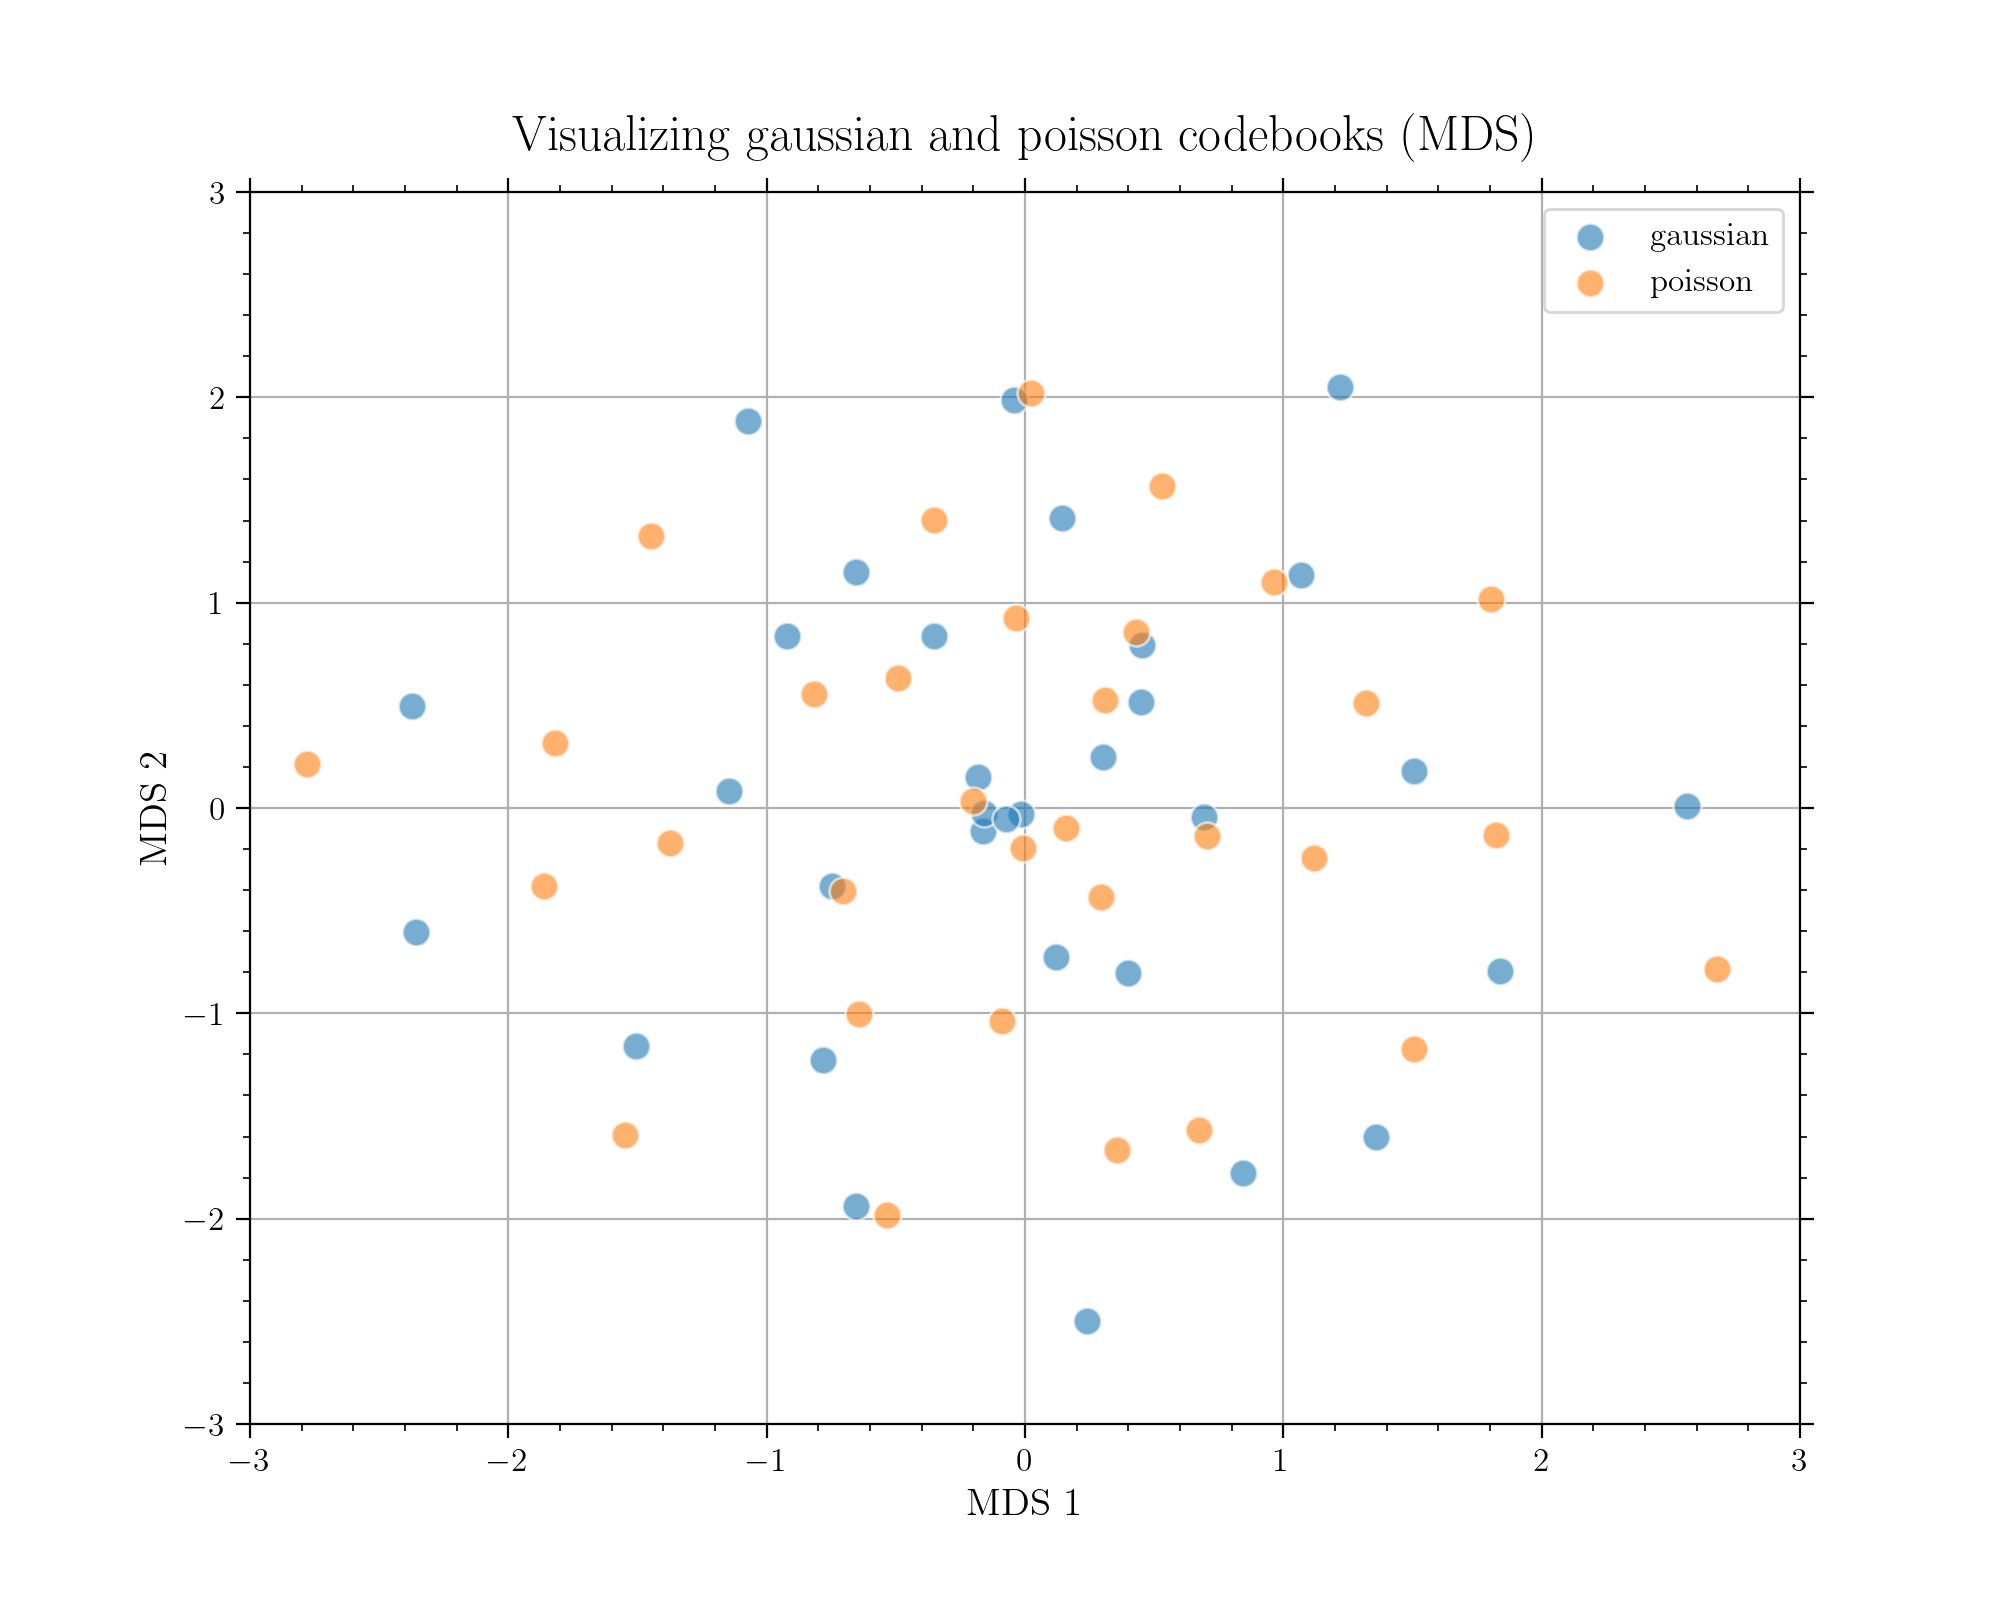 Visualizing gaussian and poisson codebooks (MDS)
gaussian
poisson
3
2
1
0
−1
−2
−3
MDS 2
−3
−2
−1
0
1
2
3
MDS 1